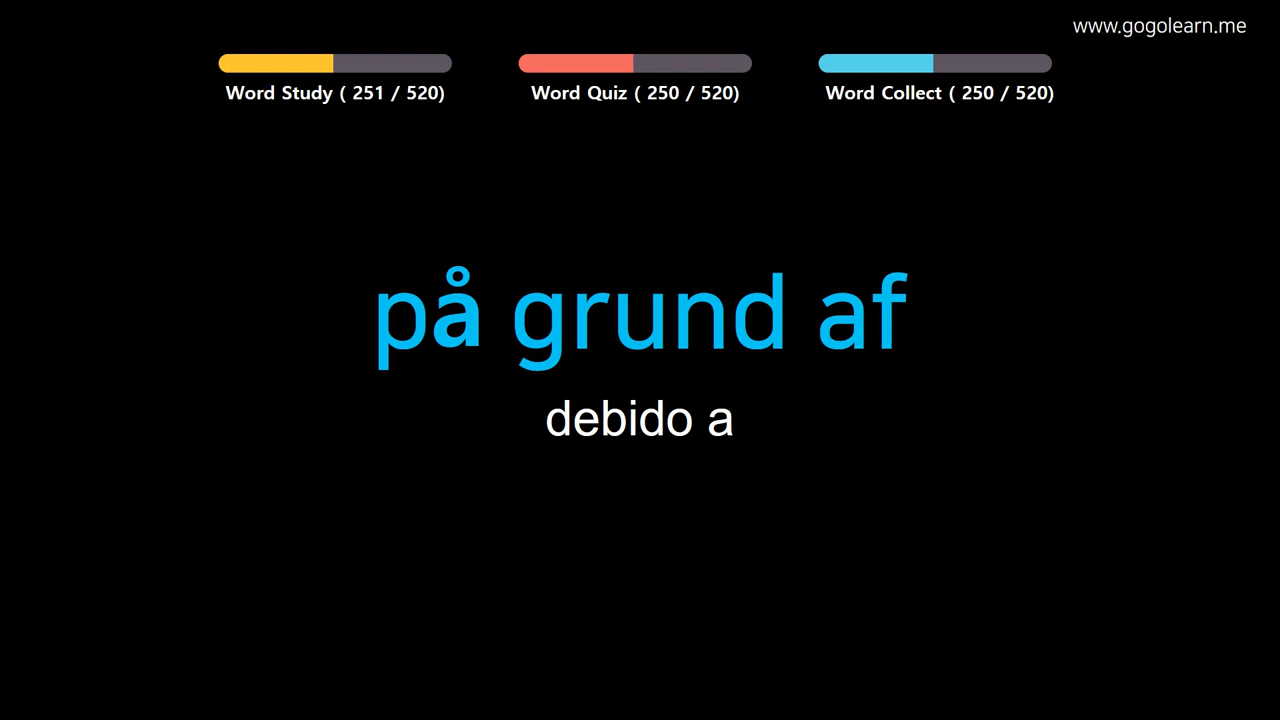 www.gogolearn.me
Word Study ( 251 / 520)
Word Quiz ( 250 / 520)
Word Collect ( 250 / 520)
på grund af
debido a